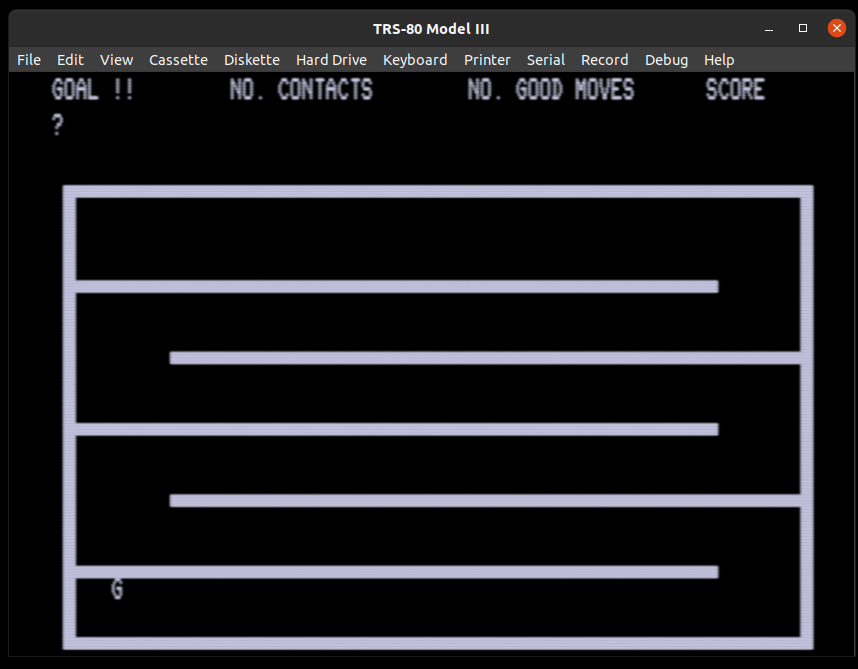 TRS-80 Model III
File Edit View Cassette Diskette Hard Drive Keyboard Printer Serial Record Debug Help
GOAL !! NO. CONTACTS NO. GOOD MOVES SCORE
?
G